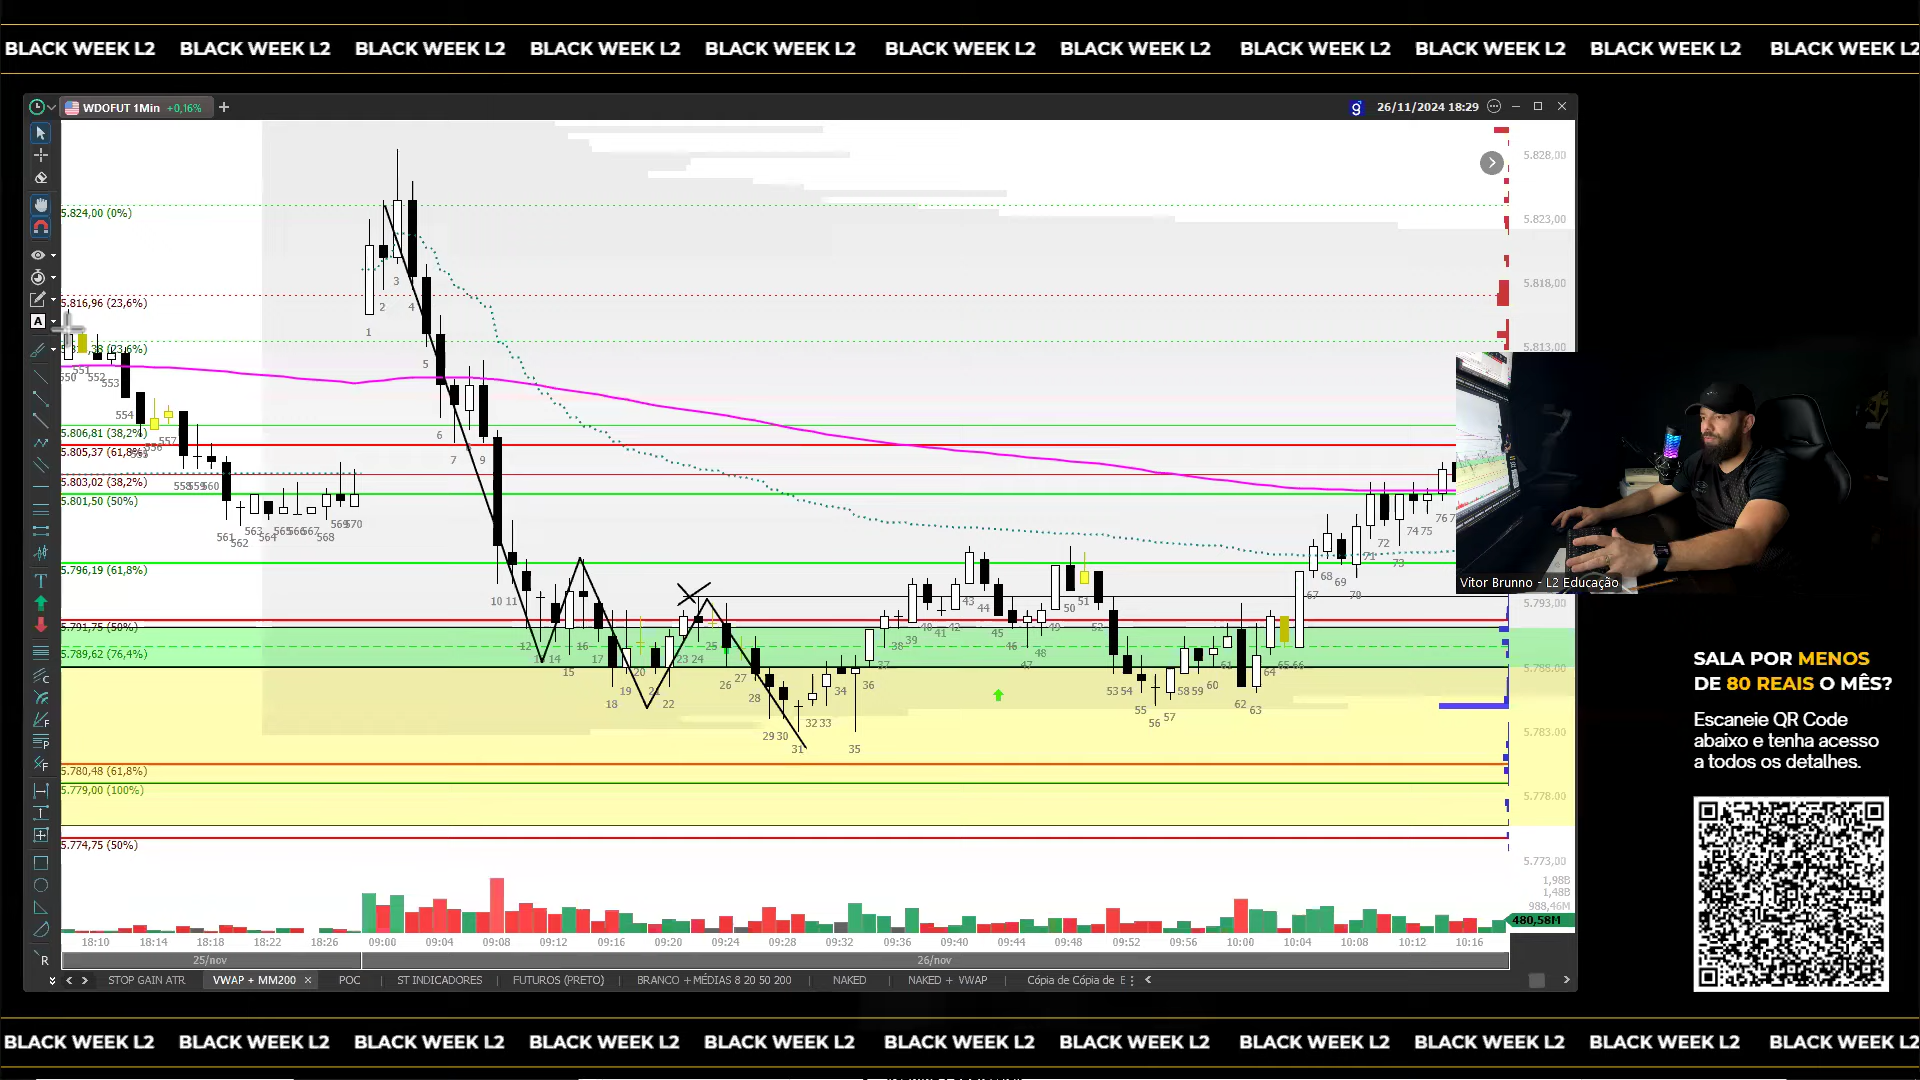 BLACK WEEK L2 BLACK WEEK L2 BLACK WEEK L2 BLACK WEEK L2 BLACK WEEK L2 BLACK WEEK L2 BLACK WEEK L2 BLACK WEEK L2 BLACK WEEK L2 BLACK WEEK L2 BLACK WEEK L2
WDOFUT 1Min +0,16%
26/11/2024 18:29
5.828,00
5.824,00 (0%)
5.823,00
5.818,00
5.816,96 (23,6%)
5.813,00
5.806,81 (38,2%)
5.805,37 (61,8%)
5.803,02 (38,2%)
5.801,50 (50%)
5.796,19 (61,8%)
5.793,00
5.791,75 (50%)
5.789,62 (76,4%)
5.783,00
5.780,48 (61,8%)
5.779,00 (100%)
5.778,00
5.774,75 (50%)
5.773,00
1,98B
1,48B
988,46M
480,58M
18:10 18:14 18:18 18:22 18:26 09:00 09:04 09:08 09:12 09:16 09:20 09:24 09:28 09:32 09:36 09:40 09:44 09:48 09:52 09:56 10:00 10:04 10:08 10:12 10:16
25/nov 26/nov
STOP GAIN ATR VWAP + MM200 POC ST INDICADORES FUTUROS (PRETO) BRANCO + MÉDIAS 8 20 50 200 NAKED NAKED + VWAP Cópia de Cópia de E
Vitor Brunno - L2 Educação
SALA POR MENOS
DE 80 REAIS O MÊS?
Escaneie QR Code
abaixo e tenha acesso
a todos os detalhes.
BLACK WEEK L2 BLACK WEEK L2 BLACK WEEK L2 BLACK WEEK L2 BLACK WEEK L2 BLACK WEEK L2 BLACK WEEK L2 BLACK WEEK L2 BLACK WEEK L2 BLACK WEEK L2 BLACK WEEK L2